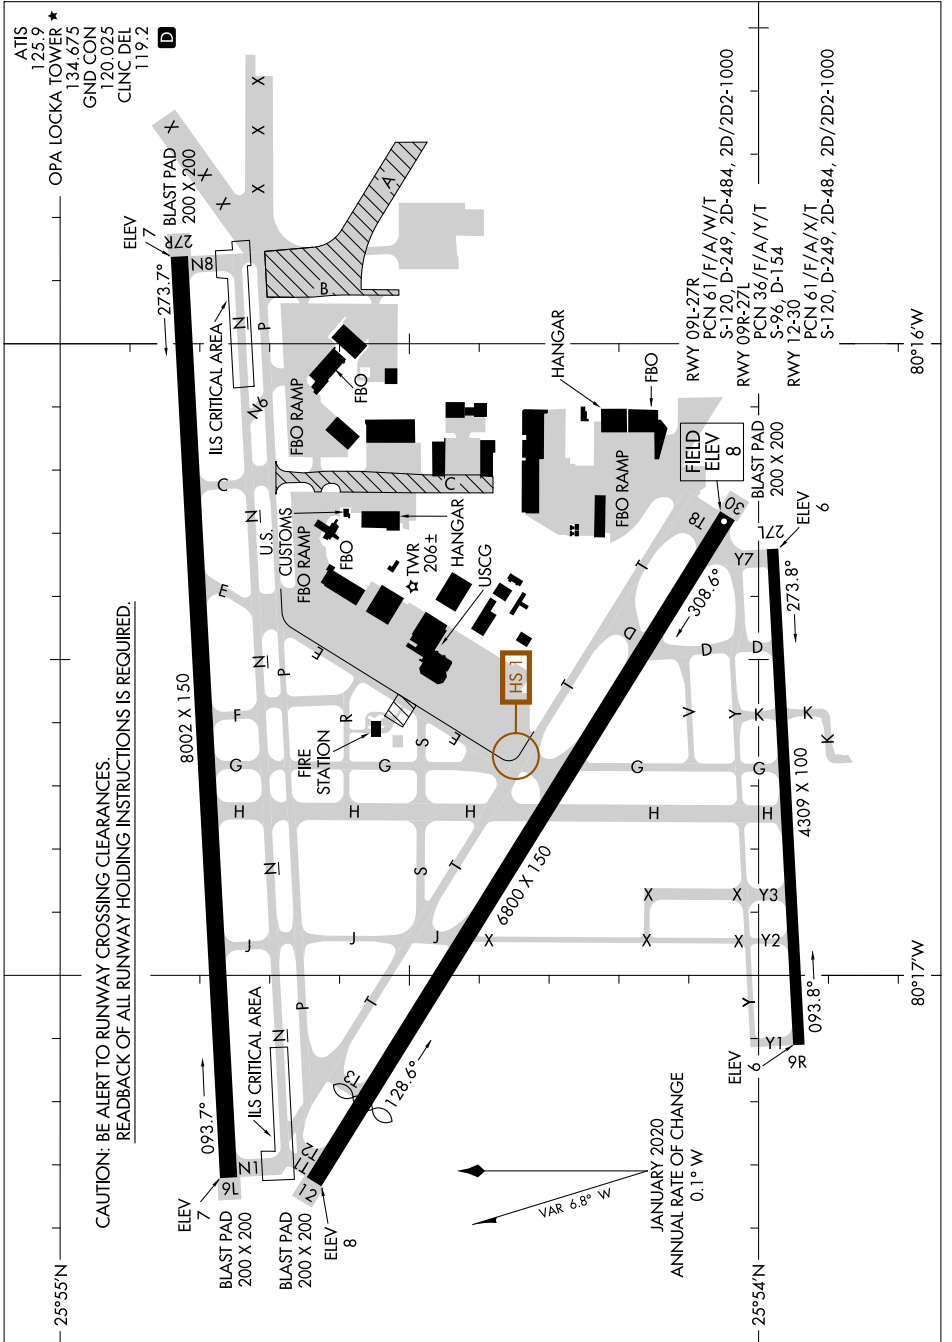 ATIS
125.9
OPA LOCKA TOWER ★
134.675
GND CON
120.025
CLNC DEL
119.2
D
CAUTION: BE ALERT TO RUNWAY CROSSING CLEARANCES.
READBACK OF ALL RUNWAY HOLDING INSTRUCTIONS IS REQUIRED.
X
X
X
X
X
X
ELEV
7
BLAST PAD
200 X 200
27R
273.7°
N8
ILS CRITICAL AREA
A
B
N
P
N6
FBO RAMP
FBO
C
C
N
U.S.
CUSTOMS
FBO RAMP
FBO
TWR
206±
HANGAR
USCG
HANGAR
FBO
FBO RAMP
RWY 09L-27R
PCN 61/F/A/W/T
S-120, D-249, 2D-484, 2D/2D2-1000
RWY 09R-27L
PCN 36/F/A/Y/T
S-96, D-154
RWY 12-30
PCN 61/F/A/X/T
S-120, D-249, 2D-484, 2D/2D2-1000
80°16'W
FIELD
ELEV
8
BLAST PAD
200 X 200
T8
30
27L
ELEV
6
Y7
E
T
308.6°
273.8°
D
D
D
N
P
F
T
HS 1
8002 X 150
F
R
F
S
FIRE
STATION
V
Y
K
K
K
G
G
G
G
H
H
H
H
H
4309 X 100
6800 X 150
N
S
T
X
X
Y3
J
J
J
X
X
X
Y2
80°17'W
P
T
N
ILS CRITICAL AREA
Y
093.8°
Y1
9R
ELEV
6
T3
128.6°
093.7°
N1
T1
T2
9L
12
ELEV
7
BLAST PAD
200 X 200
BLAST PAD
200 X 200
ELEV
8
VAR 6.8° W
JANUARY 2020
ANNUAL RATE OF CHANGE
0.1° W
25°55'N
25°54'N